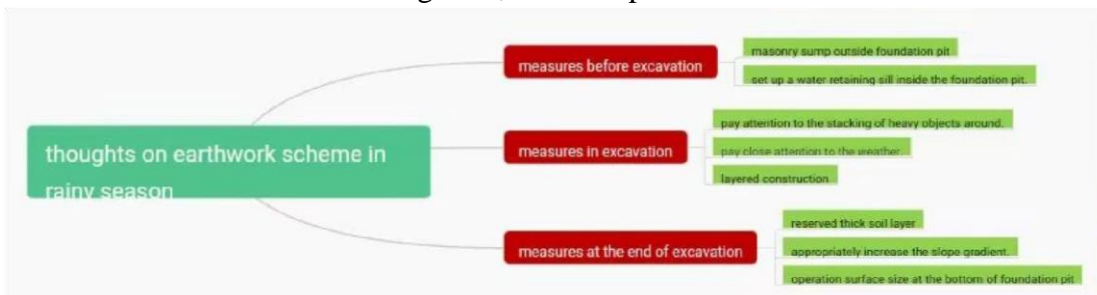 thoughts on earthwork scheme in
rainy season
measures before excavation
masonry sump outside foundation pit
set up a water retaining sill inside the foundation pit.
measures in excavation
pay attention to the stacking of heavy objects around.
pay close attention to the weather.
layered construction
measures at the end of excavation
reserved thick soil layer
appropriately increase the slope gradient.
operation surface size at the bottom of foundation pit